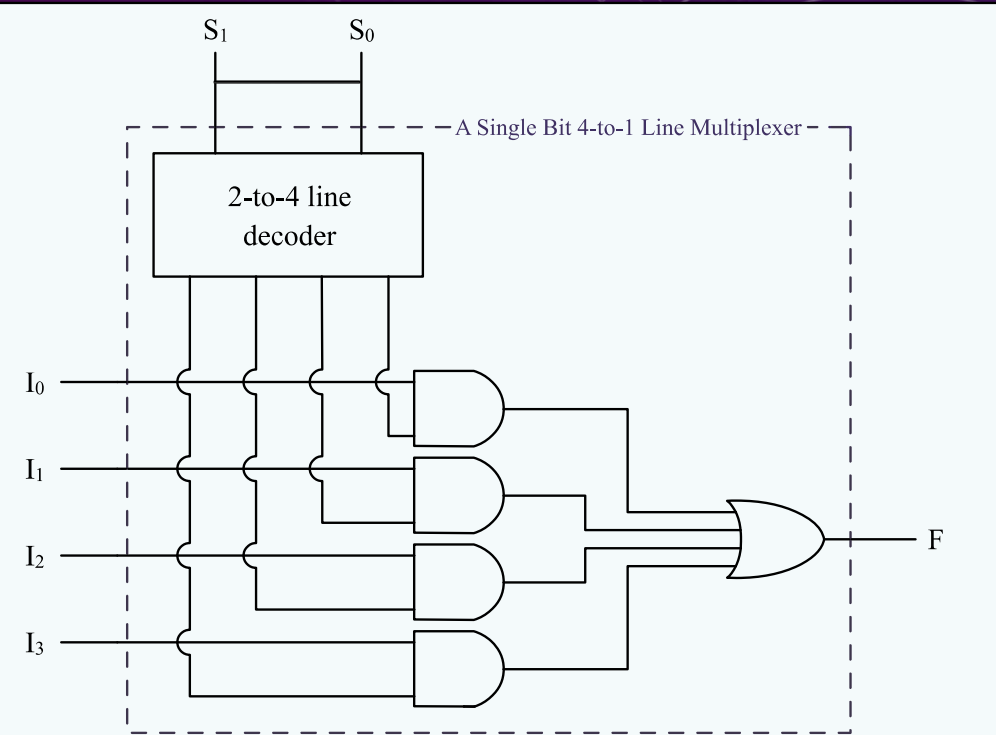 S₁ S₀
A Single Bit 4-to-1 Line Multiplexer
2-to-4 line
decoder
I₀
I₁
I₂
F
I₃